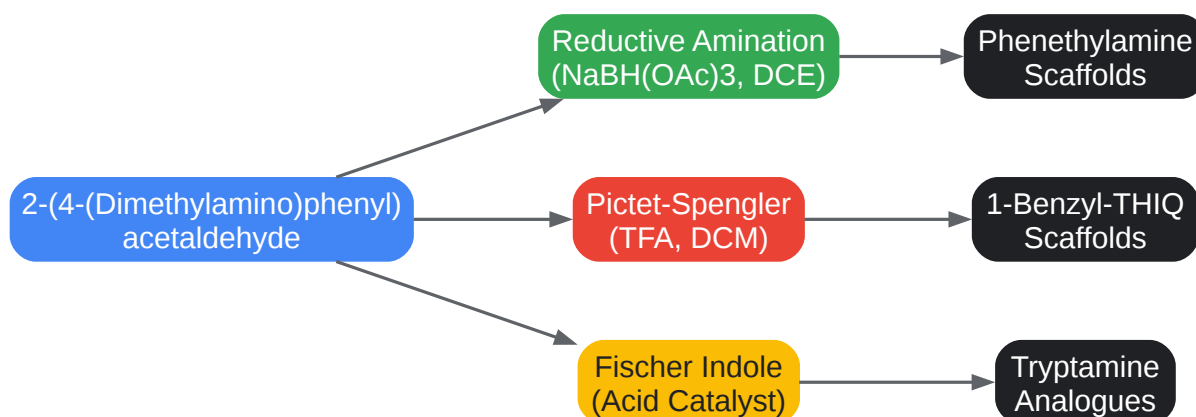 Reductive Amination
(NaBH(OAc)3, DCE)
Phenethylamine
Scaffolds
2-(4-(Dimethylamino)phenyl)
acetaldehyde
Pictet-Spengler
(TFA, DCM)
1-Benzyl-THIQ
Scaffolds
Fischer Indole
(Acid Catalyst)
Tryptamine
Analogues